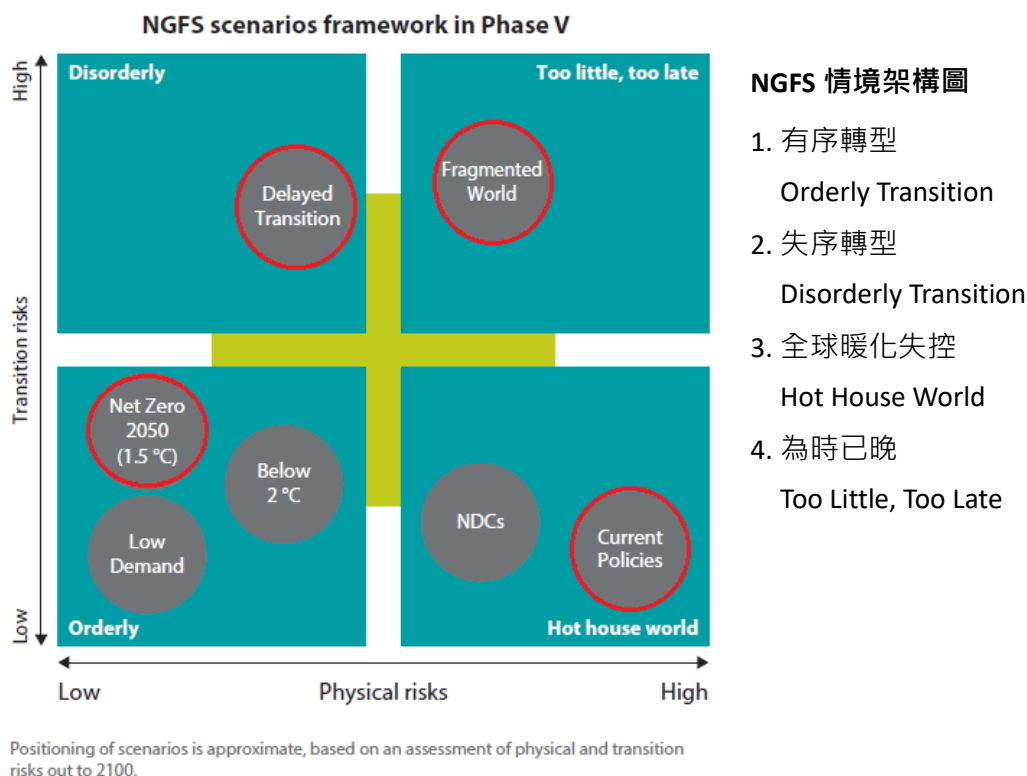 NGFS scenarios framework in Phase V
High
Transition risks
Low
Disorderly
Too little, too late
Delayed
Transition
Fragmented
World
Net Zero
2050
(1.5 °C)
Below
2 °C
Low
Demand
NDCs
Current
Policies
Orderly
Hot house world
Low
Physical risks
High
Positioning of scenarios is approximate, based on an assessment of physical and transition
risks out to 2100.
NGFS 情境架構圖
1. 有序轉型
Orderly Transition
2. 失序轉型
Disorderly Transition
3. 全球暖化失控
Hot House World
4. 為時已晚
Too Little, Too Late